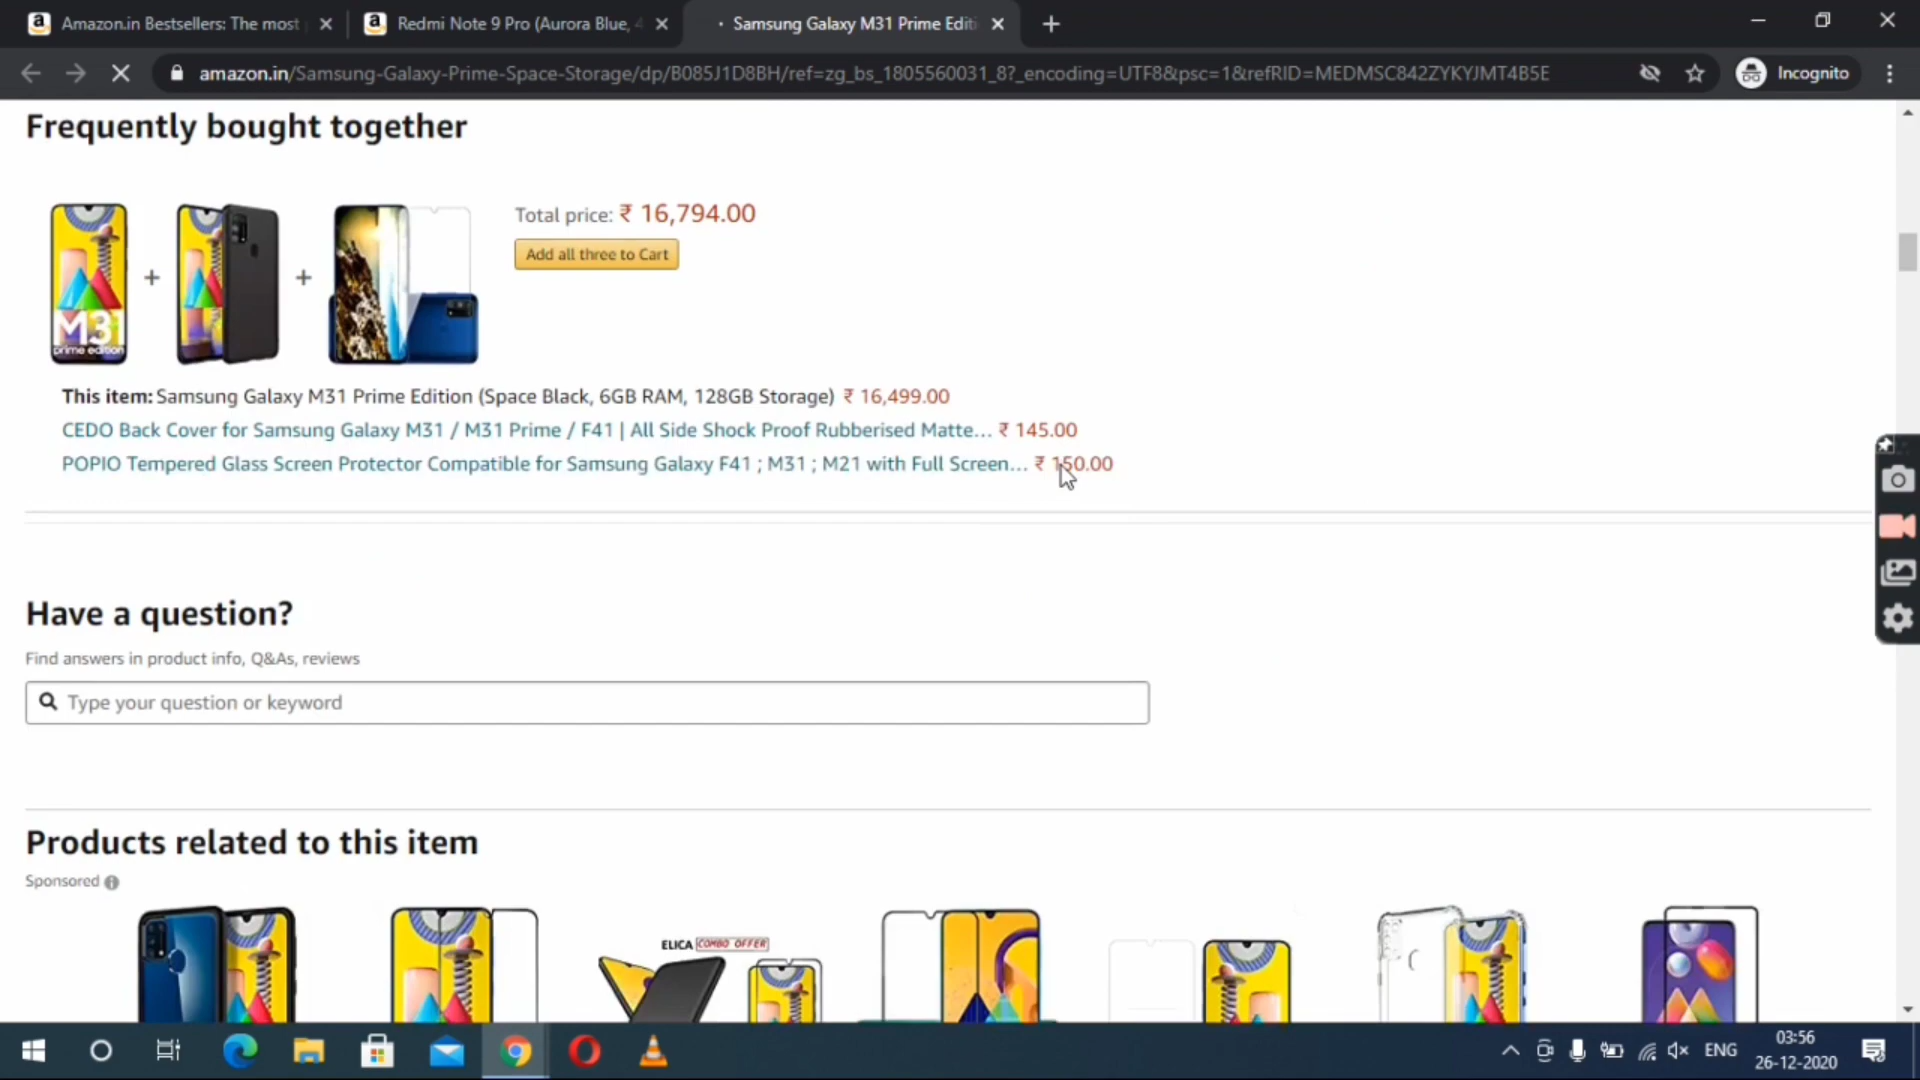 Amazon.in Bestsellers: The most
Redmi Note 9 Pro (Aurora Blue, 4
Samsung Galaxy M31 Prime Editi
amazon.in/Samsung-Galaxy-Prime-Space-Storage/dp/B085J1D8BH/ref=zg_bs_1805560031_8?_encoding=UTF8&psc=1&refRID=MEDMSC842ZYKYJMT4B5E
Incognito
Frequently bought together
M31
prime edition
+
+
Total price: ₹ 16,794.00
Add all three to Cart
This item: Samsung Galaxy M31 Prime Edition (Space Black, 6GB RAM, 128GB Storage) ₹ 16,499.00
CEDO Back Cover for Samsung Galaxy M31 / M31 Prime / F41 | All Side Shock Proof Rubberised Matte... ₹ 145.00
POPIO Tempered Glass Screen Protector Compatible for Samsung Galaxy F41 ; M31 ; M21 with Full Screen... ₹ 150.00
Have a question?
Find answers in product info, Q&As, reviews
Type your question or keyword
Products related to this item
Sponsored
ELICA COMBO OFFER
ENG
03:56
26-12-2020